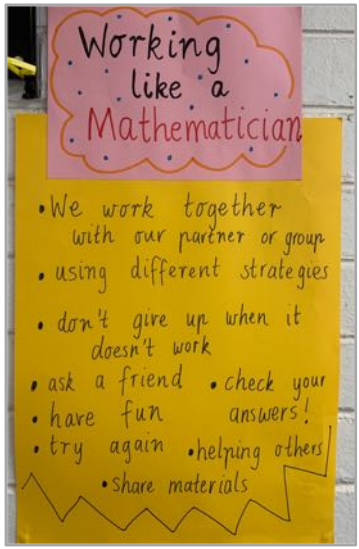 Working
like a
Mathematician
• We work together
with our partner or group
• using different strategies
• don't give up when it
doesn't work
• ask a friend • check your
• have fun answers!
• try again • helping others
• share materials